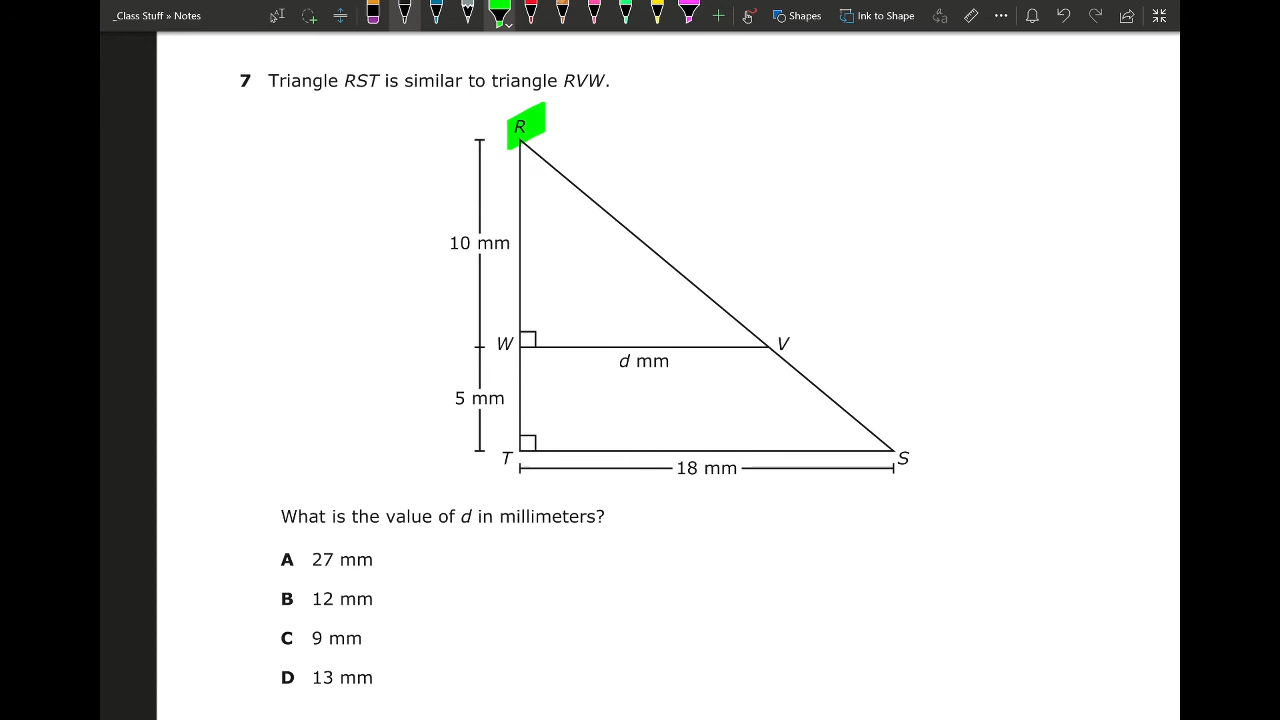 _Class Stuff » Notes
Shapes
Ink to Shape
7 Triangle RST is similar to triangle RVW.
R
10 mm
W
V
d mm
5 mm
T
S
18 mm
What is the value of d in millimeters?
A 27 mm
B 12 mm
C 9 mm
D 13 mm